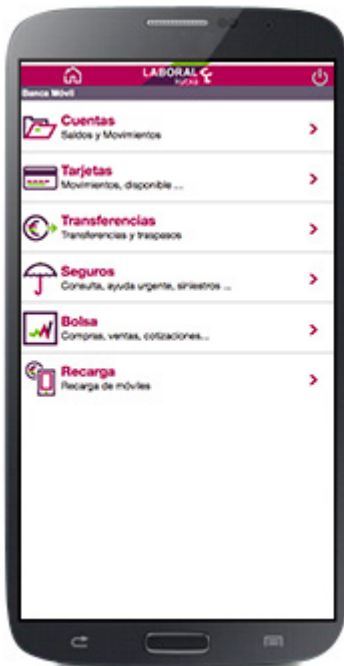 LABORAL
kutxa
Banca Móvil
Cuentas
Saldos y Movimientos
Tarjetas
Movimientos, disponible ...
Transferencias
Transferencias y traspasos
Seguros
Consulta, ayuda urgente, siniestros ...
Bolsa
Compras, ventas, cotizaciones...
Recarga
Recarga de móviles